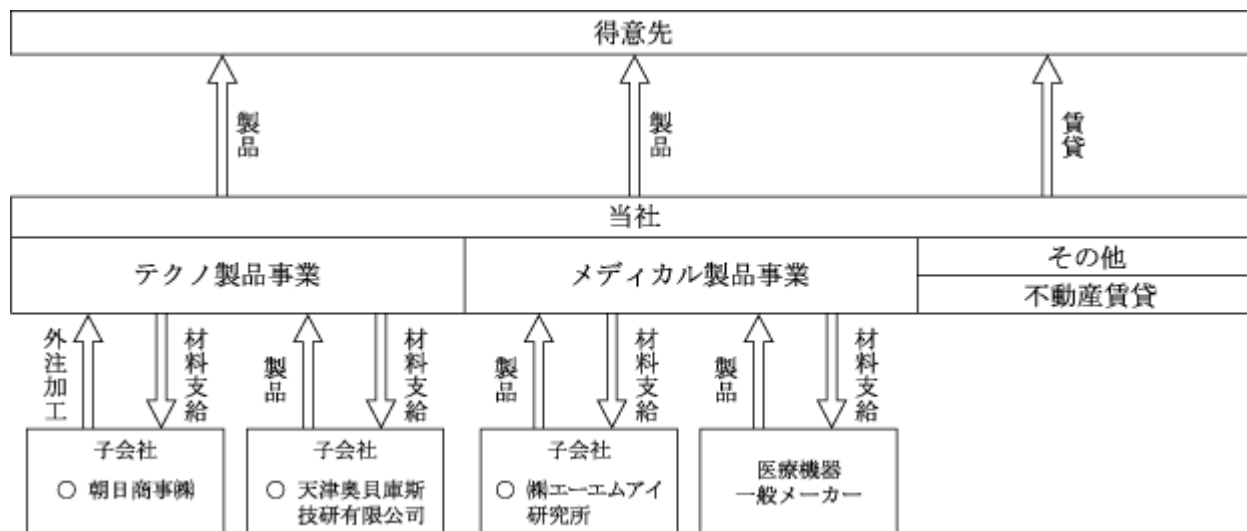 得意先
製品
製品
賃貸
当社
テクノ製品事業
メディカル製品事業
その他
不動産賃貸
外注加工
材料支給
製品
材料支給
製品
材料支給
製品
材料支給
子会社
○ 朝日商事㈱
子会社
○ 天津奥貝庫斯
技研有限公司
子会社
○ ㈱エーエムアイ
研究所
医療機器
一般メーカー